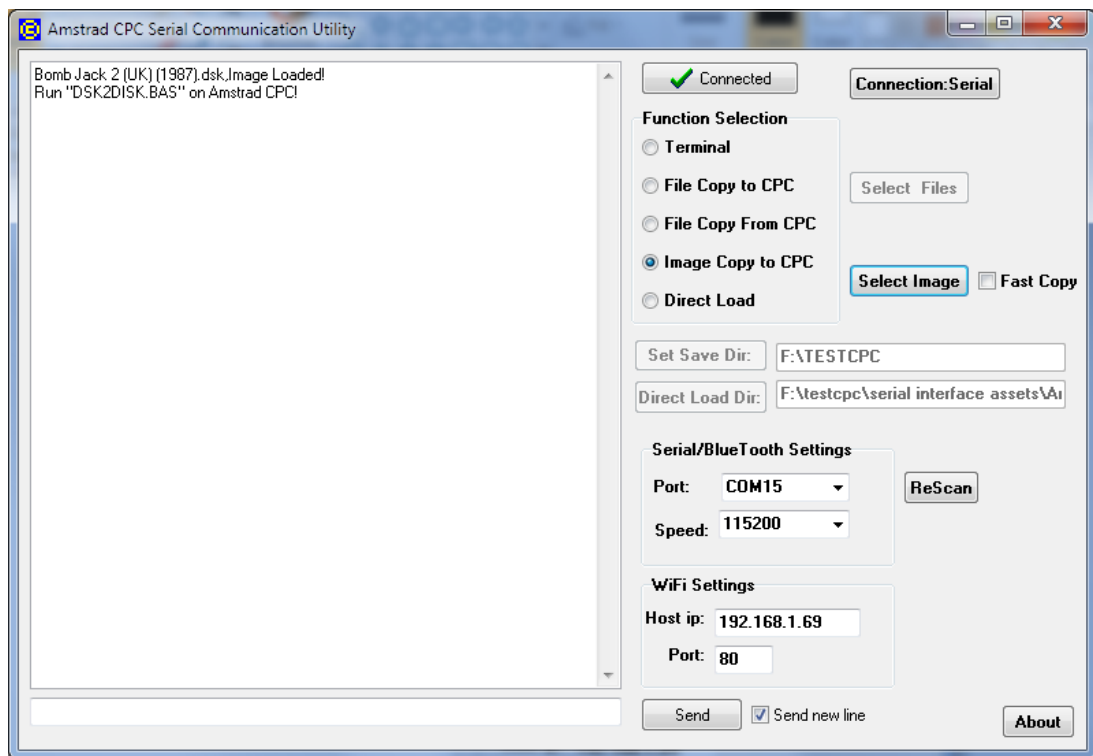 Amstrad CPC Serial Communication Utility
Bomb Jack 2 (UK) (1987).dsk,Image Loaded!
Run "DSK2DISK.BAS" on Amstrad CPC!
Connected
Connection:Serial
Function Selection
Terminal
File Copy to CPC
Select Files
File Copy From CPC
Image Copy to CPC
Select Image
Fast Copy
Direct Load
Set Save Dir:
F:\TESTCPC
Direct Load Dir:
F:\testcpc\serial interface assets\A
Serial/BlueTooth Settings
Port:
COM15
ReScan
Speed:
115200
WiFi Settings
Host ip:
192.168.1.69
Port:
80
Send
Send new line
About